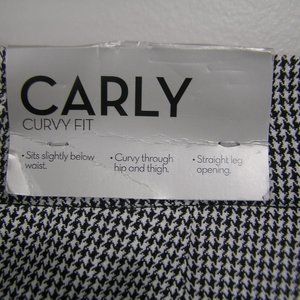 CARLY
CURVY FIT
• Sits slightly below
waist.
• Curvy through
hip and thigh.
• Straight leg
opening.